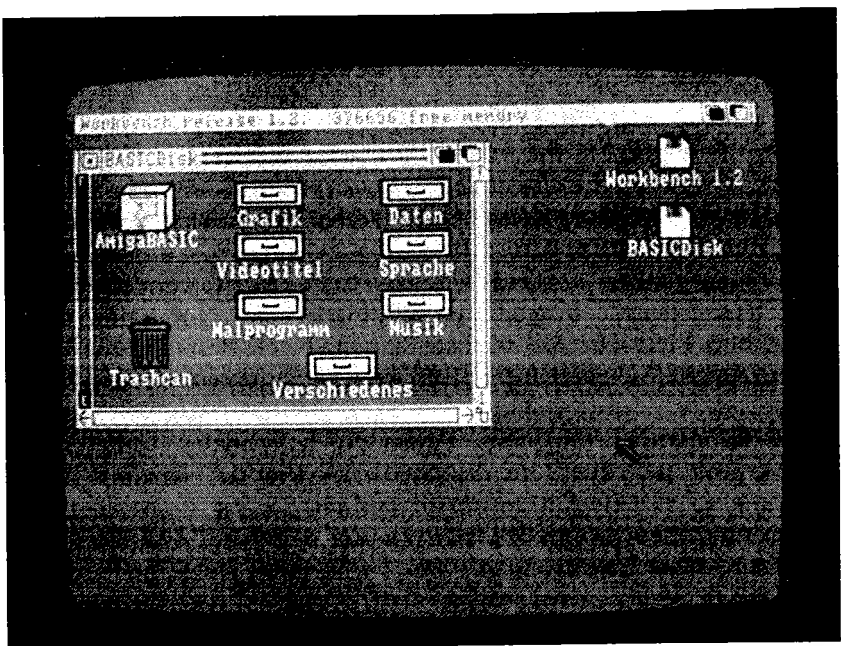 Workbench release 1.2. 376656 free memory
BASICDisk
AmigaBASIC
Grafik
Daten
Videotitel
Sprache
Malprogramm
Musik
Trashcan
Verschiedenes
Workbench 1.2
BASICDisk